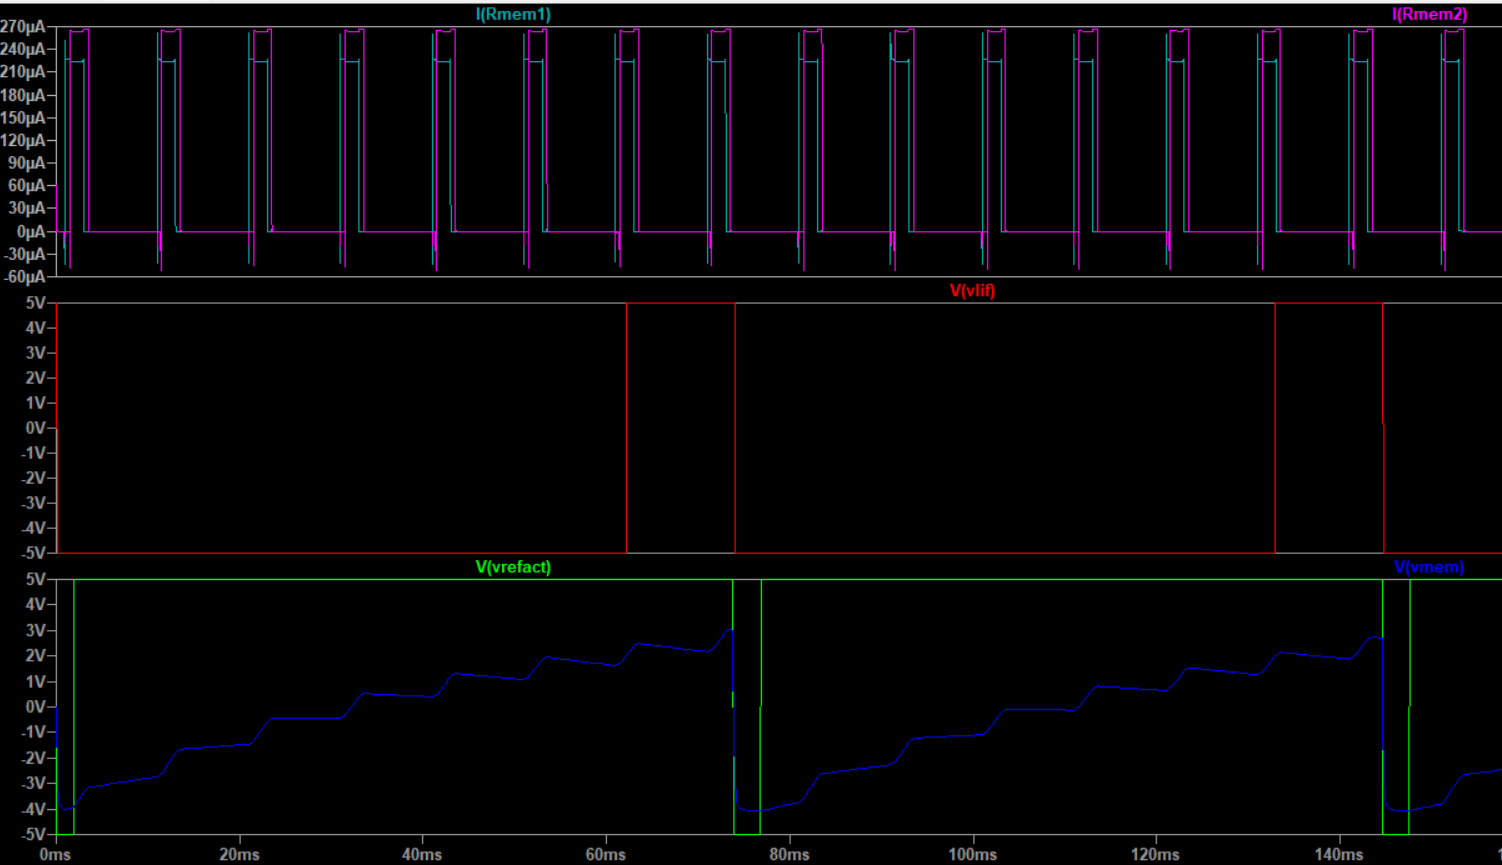 I(Rmem1) I(Rmem2)
270µA
240µA
210µA
180µA
150µA
120µA
90µA
60µA
30µA
0µA
-30µA
-60µA
V(vlif)
5V
4V
3V
2V
1V
0V
-1V
-2V
-3V
-4V
-5V
V(vrefact) V(vmem)
5V
4V
3V
2V
1V
0V
-1V
-2V
-3V
-4V
-5V
0ms 20ms 40ms 60ms 80ms 100ms 120ms 140ms